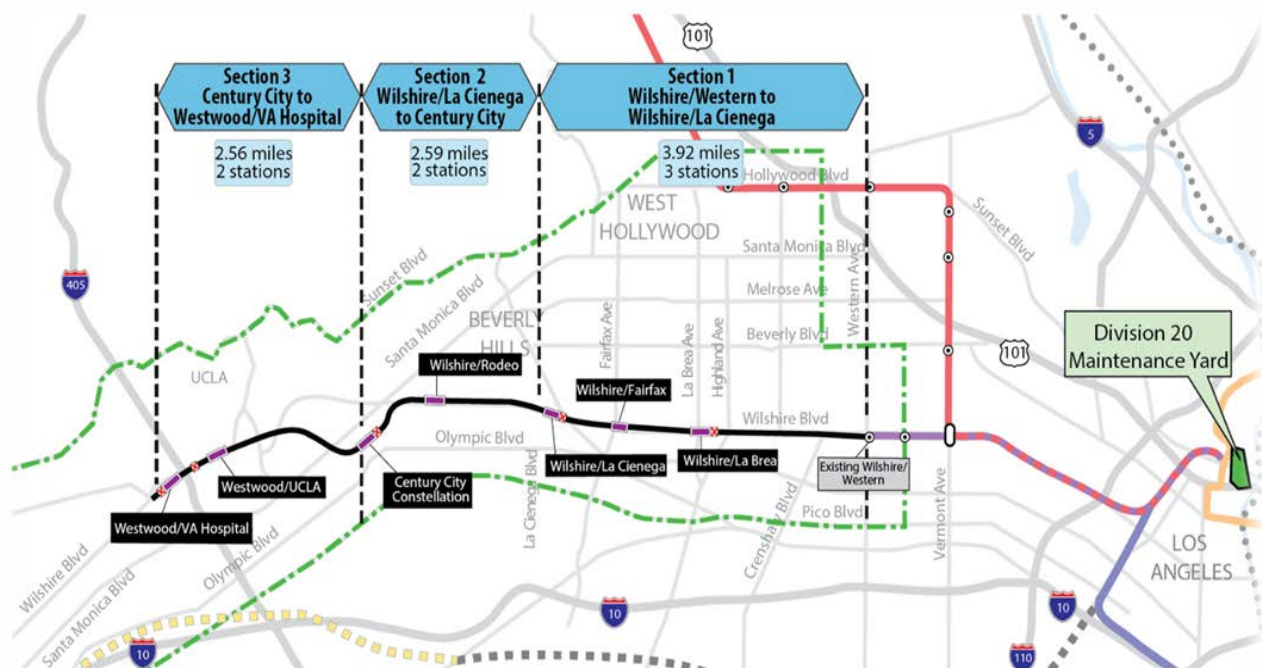 101
Section 3
Century City to
Westwood/VA Hospital
Section 2
Wilshire/La Cienega
to Century City
Section 1
Wilshire/Western to
Wilshire/La Cienega
5
2.56 miles
2 stations
2.59 miles
2 stations
3.92 miles
3 stations
Hollywood Blvd
WEST
HOLLYWOOD
Sunset Blvd
Santa Monica Blvd
Sunset Blvd
405
Santa Monica Blvd
Melrose Ave
Western Ave
BEVERLY
HILLS
Fairfax Ave
La Brea Ave
Highland Ave
Beverly Blvd
101
Division 20
Maintenance Yard
UCLA
Wilshire/Rodeo
Wilshire/Fairfax
Wilshire Blvd
Olympic Blvd
Wilshire/La Cienega
Wilshire/La Brea
Existing Wilshire/
Western
Westwood/UCLA
Century City
Constellation
La Cienega Blvd
Crenshaw Blvd
Pico Blvd
Vermont Ave
Westwood/VA Hospital
Olympic Blvd
Wilshire Blvd
Santa Monica Blvd
LOS
ANGELES
10
10
10
110